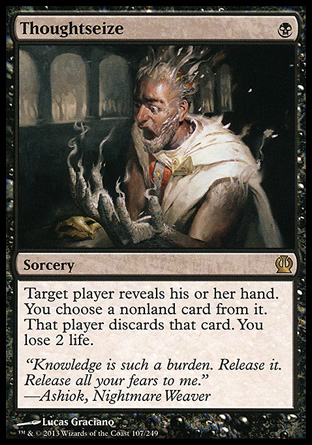 Thoughtseize
Sorcery
Target player reveals his or her hand.
You choose a nonland card from it.
That player discards that card. You
lose 2 life.
“Knowledge is such a burden. Release it.
Release all your fears to me.”
—Ashiok, Nightmare Weaver
Lucas Graciano
™ & © 2013 Wizards of the Coast 107/249